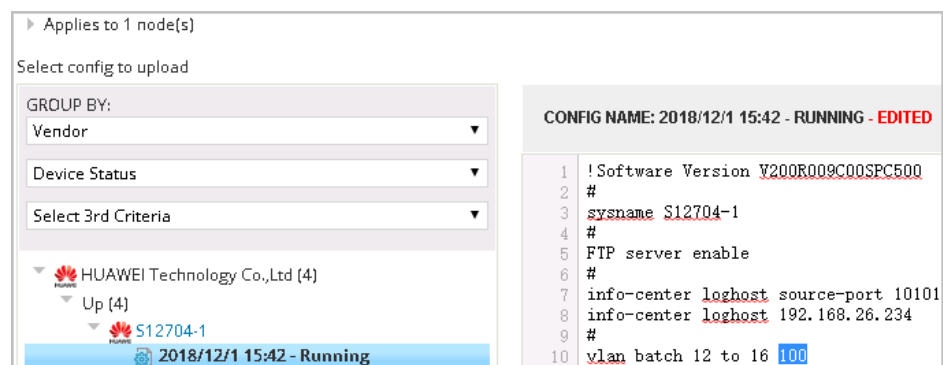 Applies to 1 node(s)
Select config to upload
GROUP BY:
Vendor
Device Status
Select 3rd Criteria
HUAWEI Technology Co.,Ltd (4)
Up (4)
S12704-1
2018/12/1 15:42 - Running
CONFIG NAME: 2018/12/1 15:42 - RUNNING - EDITED
1 !Software Version V200R009C00SPC500
2 #
3 sysname S12704-1
4 #
5 FTP server enable
6 #
7 info-center loghost source-port 10101
8 info-center loghost 192.168.26.234
9 #
10 vlan batch 12 to 16 100